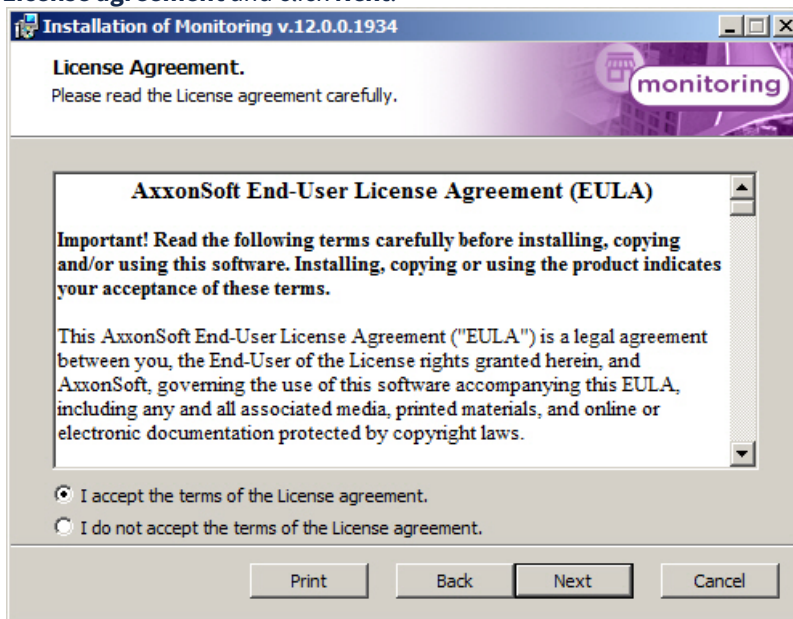 License agreement and click Next.
Installation of Monitoring v.12.0.0.1934
License Agreement.
Please read the License agreement carefully.
monitoring
AxxonSoft End-User License Agreement (EULA)
Important! Read the following terms carefully before installing, copying
and/or using this software. Installing, copying or using the product indicates
your acceptance of these terms.
This AxxonSoft End-User License Agreement ("EULA") is a legal agreement
between you, the End-User of the License rights granted herein, and
AxxonSoft, governing the use of this software accompanying this EULA,
including any and all associated media, printed materials, and online or
electronic documentation protected by copyright laws.
I accept the terms of the License agreement.
I do not accept the terms of the License agreement.
Print Back Next Cancel